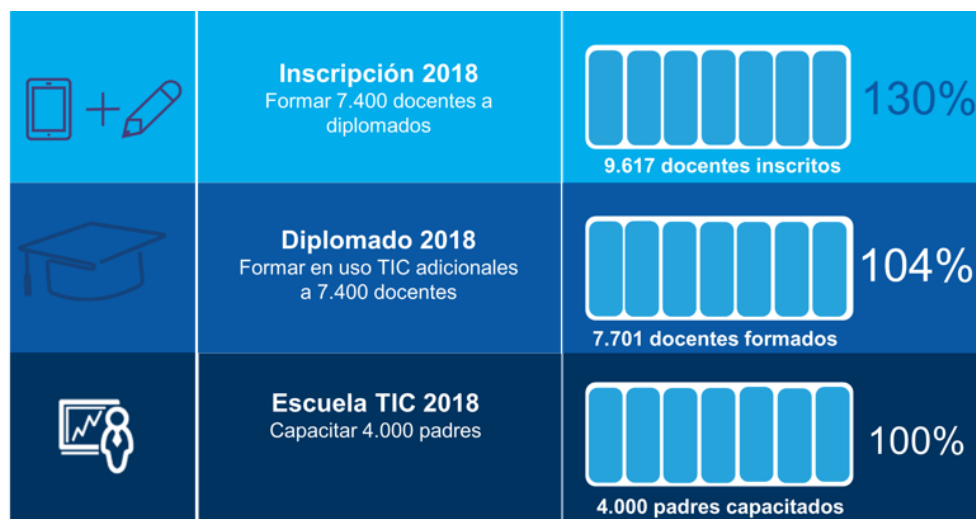 Inscripción 2018
Formar 7.400 docentes a
diplomados
130%
9.617 docentes inscritos
Diplomado 2018
Formar en uso TIC adicionales
a 7.400 docentes
104%
7.701 docentes formados
Escuela TIC 2018
Capacitar 4.000 padres
100%
4.000 padres capacitados